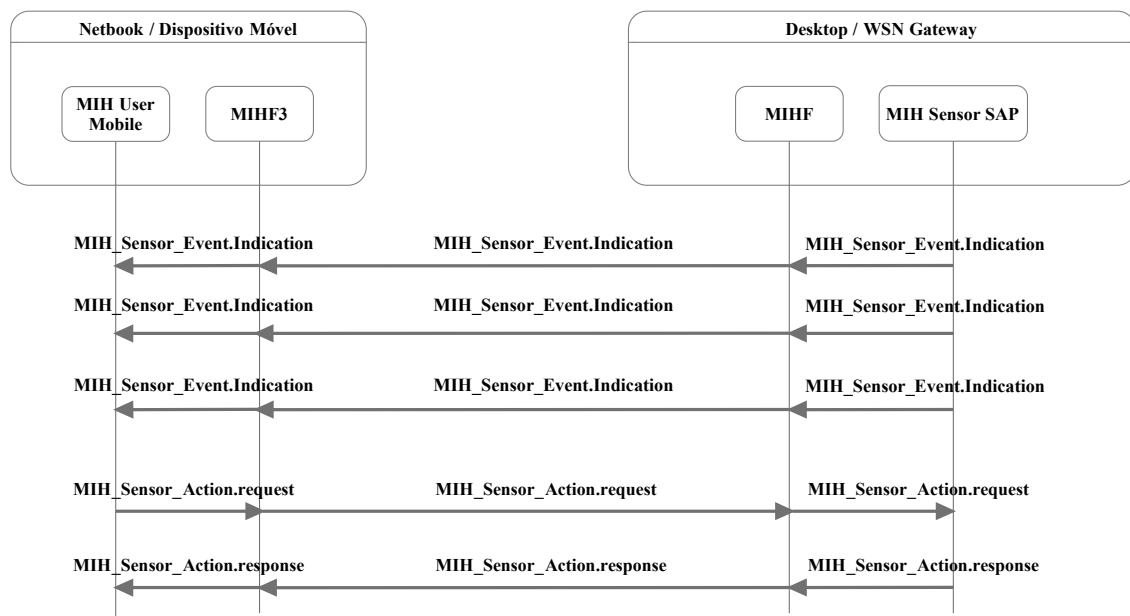 Netbook / Dispositivo Móvel
Desktop / WSN Gateway
MIH User
Mobile
MIHF3
MIHF
MIH Sensor SAP
MIH_Sensor_Event.Indication
MIH_Sensor_Event.Indication
MIH_Sensor_Event.Indication
MIH_Sensor_Event.Indication
MIH_Sensor_Event.Indication
MIH_Sensor_Event.Indication
MIH_Sensor_Event.Indication
MIH_Sensor_Event.Indication
MIH_Sensor_Event.Indication
MIH_Sensor_Action.request
MIH_Sensor_Action.request
MIH_Sensor_Action.request
MIH_Sensor_Action.response
MIH_Sensor_Action.response
MIH_Sensor_Action.response